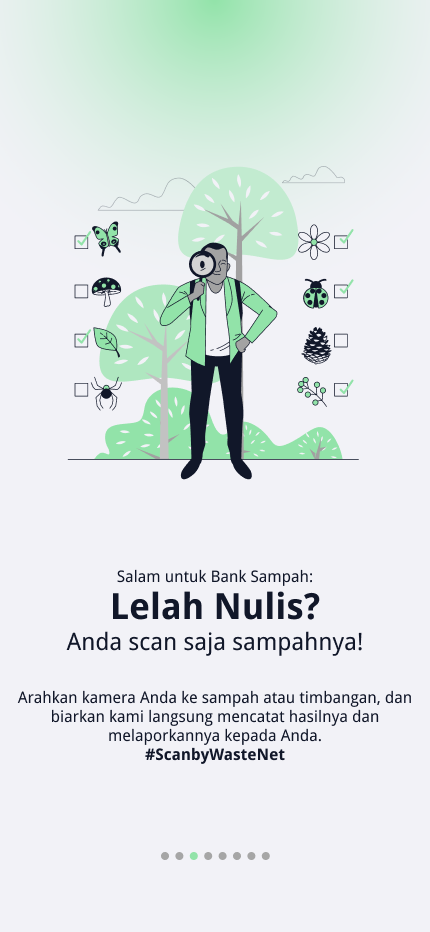 Salam untuk Bank Sampah:
Lelah Nulis?
Anda scan saja sampahnya!
Arahkan kamera Anda ke sampah atau timbangan, dan
biarkan kami langsung mencatat hasilnya dan
melaporkannya kepada Anda.
#ScanbyWasteNet